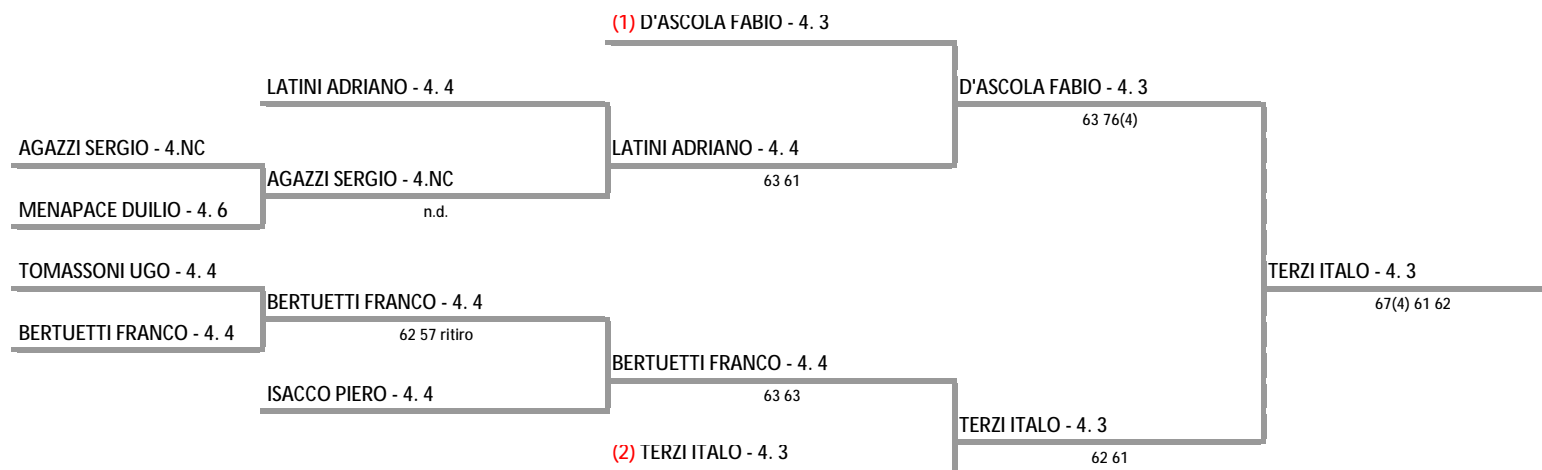 (1) D'ASCOLA FABIO - 4. 3
LATINI ADRIANO - 4. 4
D'ASCOLA FABIO - 4. 3
63 76(4)
AGAZZI SERGIO - 4.NC
LATINI ADRIANO - 4. 4
63 61
AGAZZI SERGIO - 4.NC
n.d.
MENAPACE DUILIO - 4. 6
TOMASSONI UGO - 4. 4
TERZI ITALO - 4. 3
67(4) 61 62
BERTUETTI FRANCO - 4. 4
62 57 ritiro
BERTUETTI FRANCO - 4. 4
BERTUETTI FRANCO - 4. 4
63 63
ISACCO PIERO - 4. 4
TERZI ITALO - 4. 3
62 61
(2) TERZI ITALO - 4. 3